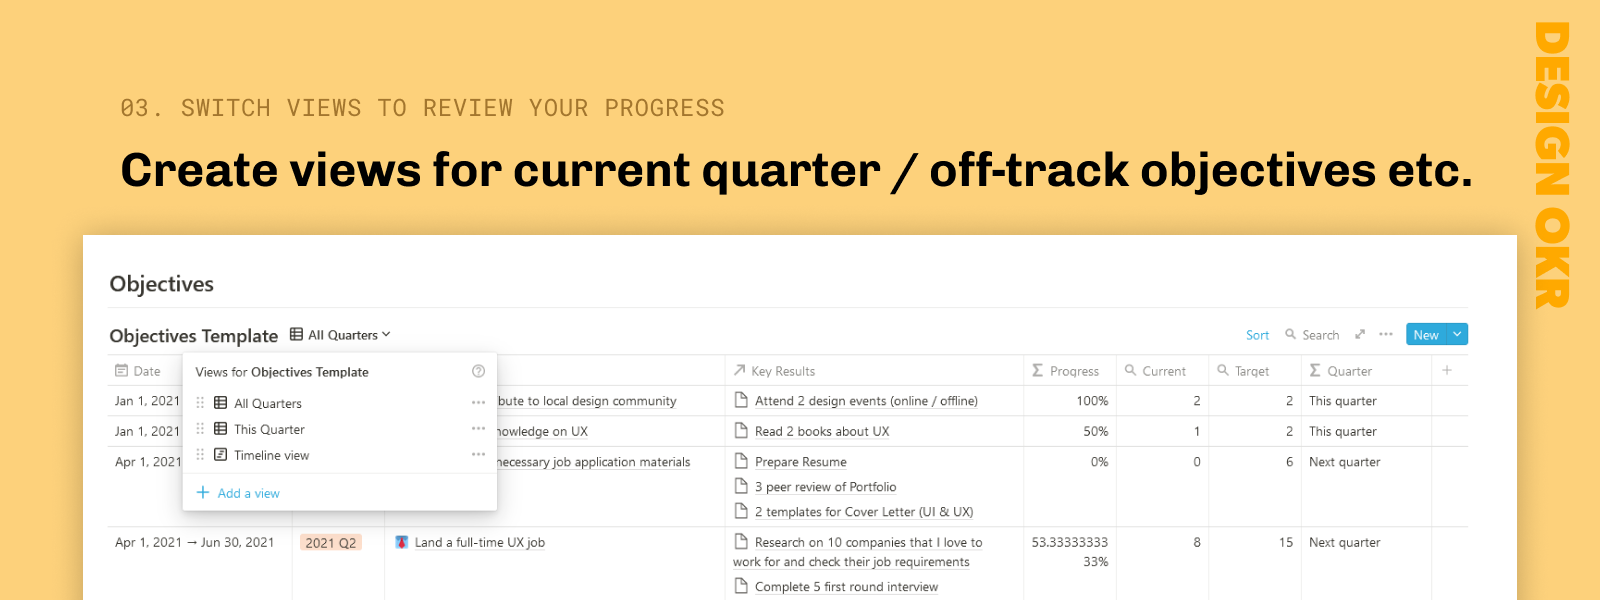 03. SWITCH VIEWS TO REVIEW YOUR PROGRESS
Create views for current quarter / off-track objectives etc.
DESIGN OKR
Objectives
Objectives Template All Quarters
Sort Search New
Date Key Results Progress Current Target Quarter
Views for Objectives Template
All Quarters
This Quarter
Timeline view
Add a view
Jan 1, 2021 bute to local design community Attend 2 design events (online / offline) 100% 2 2 This quarter
Jan 1, 2021 nowledge on UX Read 2 books about UX 50% 1 2 This quarter
Apr 1, 2021 necessary job application materials Prepare Resume 0% 0 6 Next quarter
3 peer review of Portfolio
2 templates for Cover Letter (UI & UX)
Apr 1, 2021 → Jun 30, 2021 2021 Q2 Land a full-time UX job Research on 10 companies that I love to 53.33333333 8 15 Next quarter
work for and check their job requirements 33%
Complete 5 first round interview